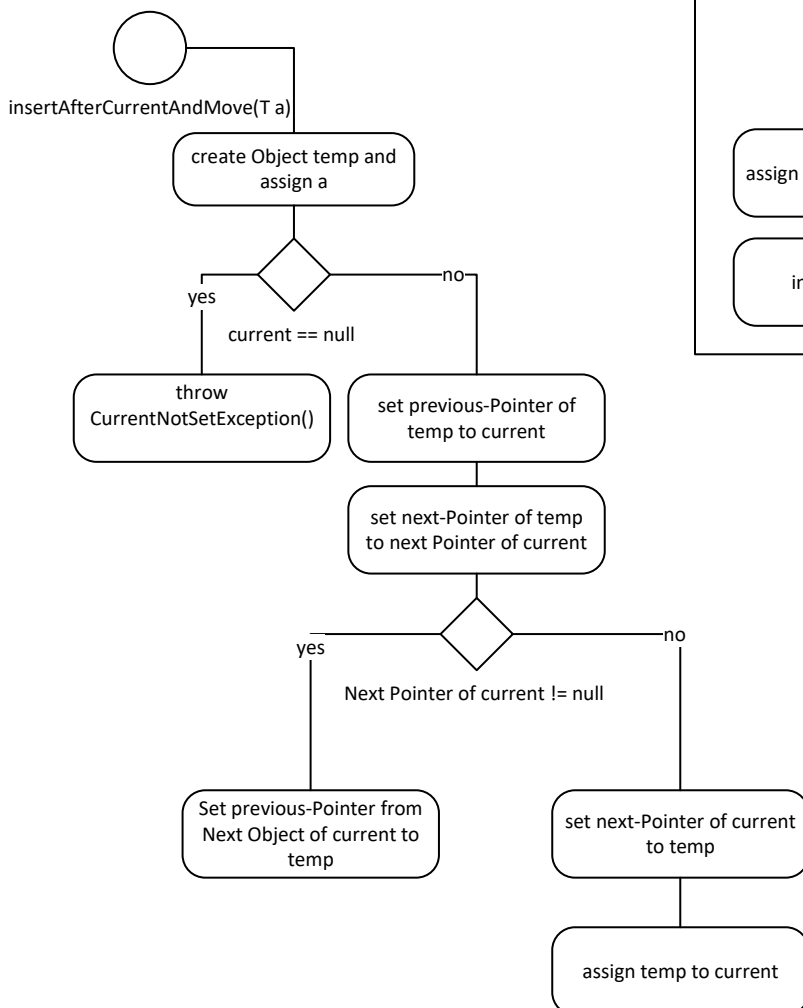 insertAfterCurrentAndMove(T a)
create Object temp and
assign a
yes
no
current == null
throw
CurrentNotSetException()
set previous-Pointer of
temp to current
set next-Pointer of temp
to next Pointer of current
yes
no
Next Pointer of current != null
Set previous-Pointer from
Next Object of current to
temp
set next-Pointer of current
to temp
assign temp to current
assign